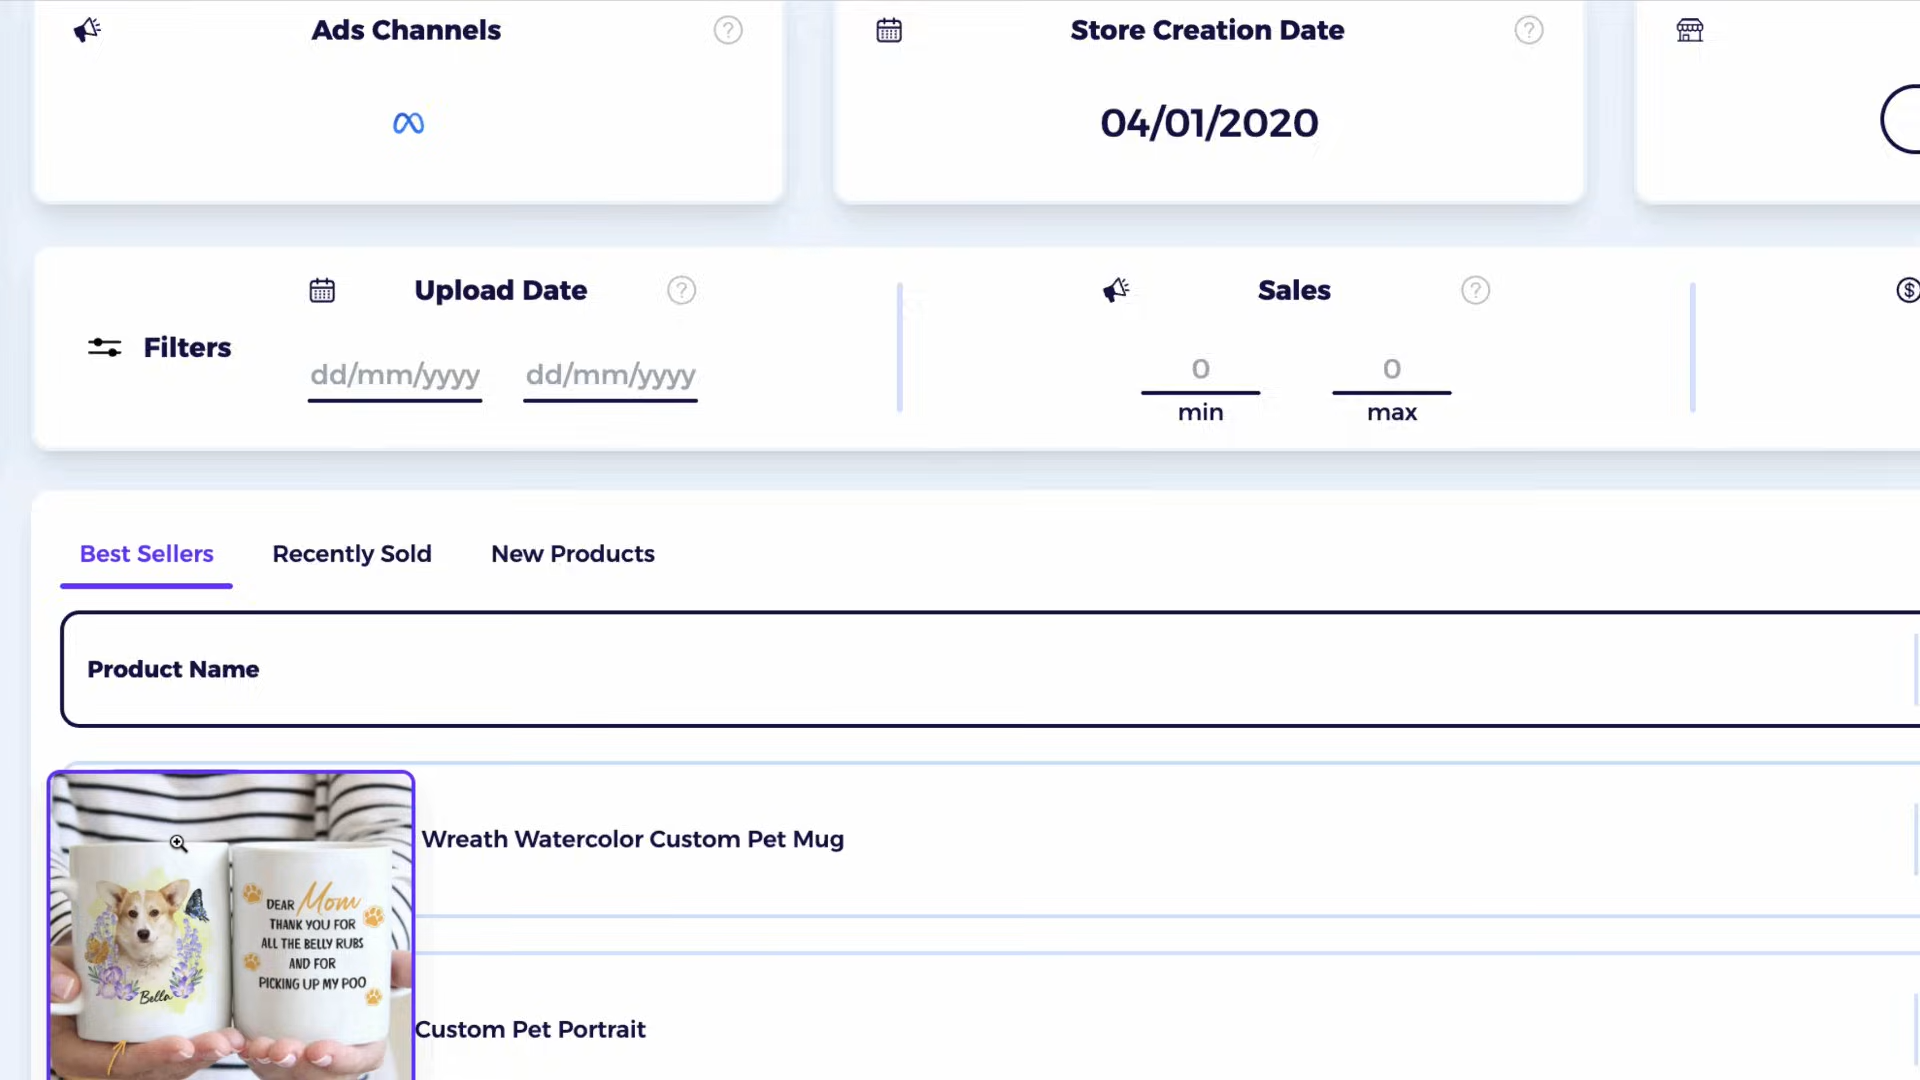 Ads Channels
Store Creation Date
04/01/2020
Upload Date
Sales
Filters
dd/mm/yyyy dd/mm/yyyy
0 0
min max
Best Sellers Recently Sold New Products
Product Name
Wreath Watercolor Custom Pet Mug
DEAR Mom
THANK YOU FOR
ALL THE BELLY RUBS
AND FOR
PICKING UP MY POO
Bella
Custom Pet Portrait